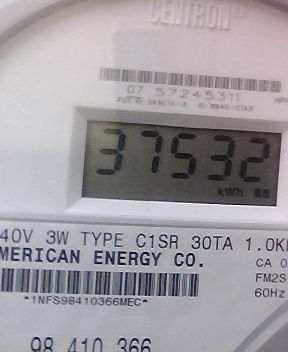 CENTRON®
07 57245311
37532
kWh
40V 3W TYPE C1SR 30TA 1.0K
MERICAN ENERGY CO.
CA 0
FM2S
60Hz
*1NFS98410366MEC*
98 410 366